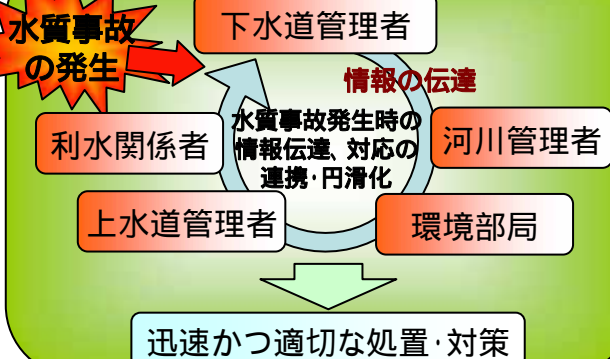 水質事故
の発生
下水道管理者
情報の伝達
利水関係者
水質事故発生時の
情報伝達、対応の
連携・円滑化
河川管理者
上水道管理者
環境部局
迅速かつ適切な処置・対策